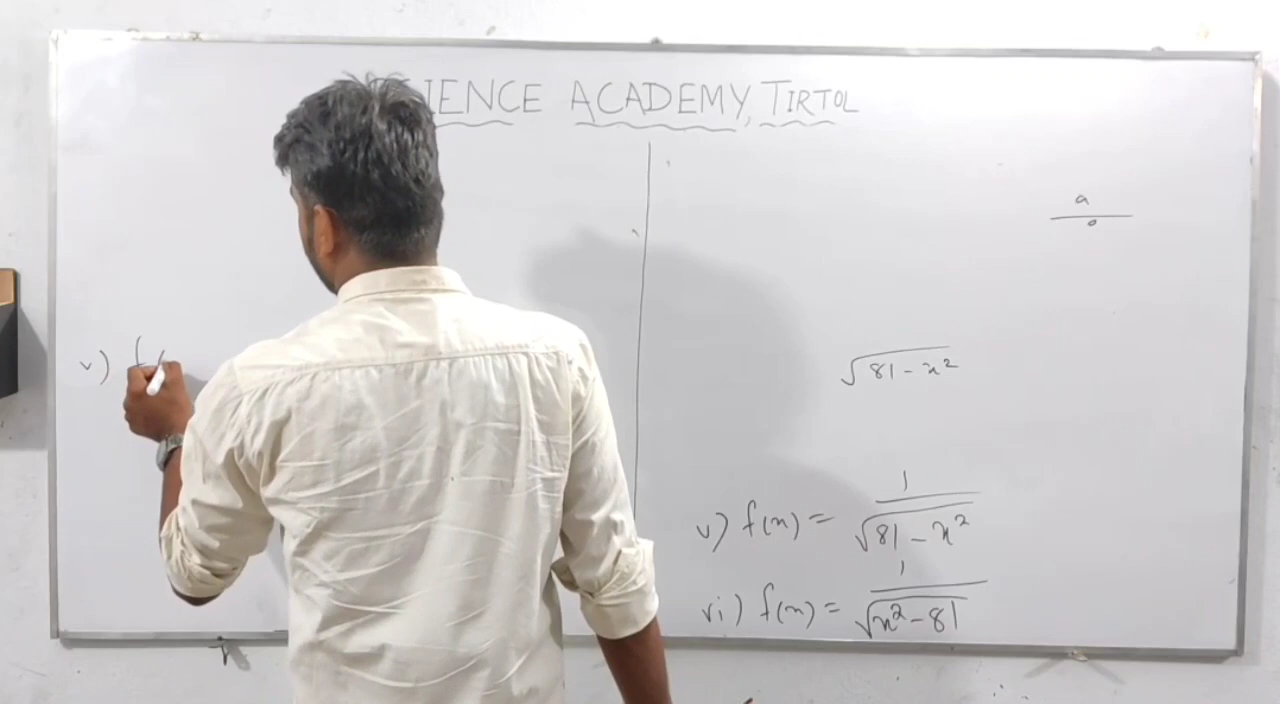 IENCE ACADEMY, TIRTOL
a
0
v) f(
√81 - x²
v) f(x) = 1/√81 - x²
vi) f(x) = 1/√x² - 81